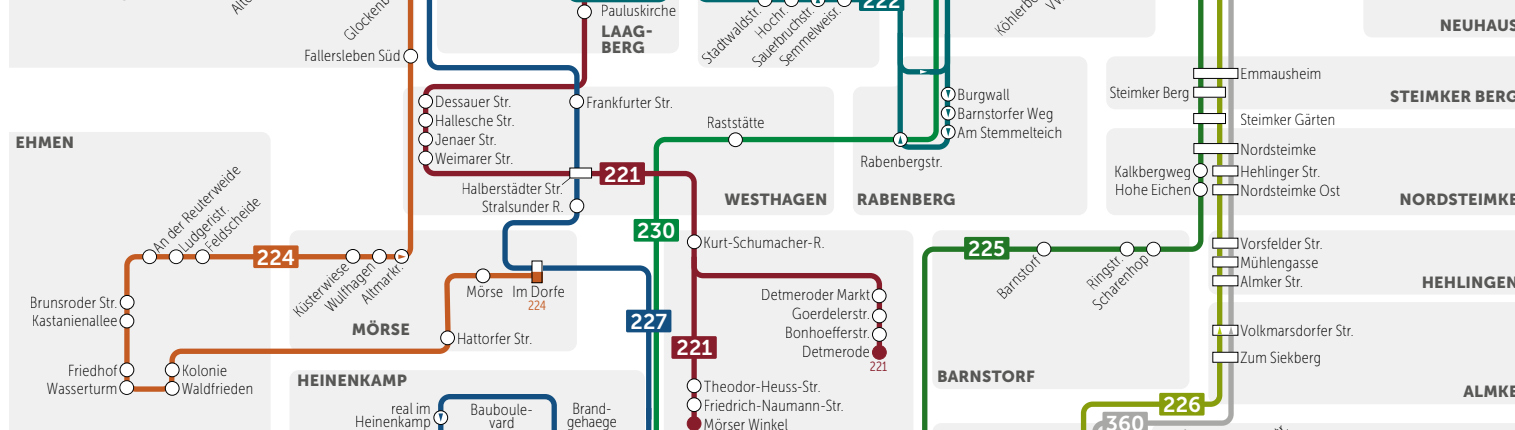 222
Pauluskirche
LAAG-
BERG
Stadtwaldstr.
Hochr.
Sauerbruchstr.
Semmelweisr.
NEUHAUS
Fallersleben Süd
Emmausheim
Steimker Berg
STEIMKER BERG
Dessauer Str.
Frankfurter Str.
Burgwall
Hallesche Str.
Raststätte
Barnstorfer Weg
Steimker Gärten
Jenaer Str.
Am Stemmelteich
EHMEN
Weimarer Str.
Rabenbergstr.
Nordsteimke
221
Kalkbergweg
Hehlinger Str.
Halberstädter Str.
Hohe Eichen
Nordsteimke Ost
Stralsunder R.
WESTHAGEN
RABENBERG
NORDSTEIMKE
An der Reuterweide
Ludgeristr.
Feldscheide
230
Kurt-Schumacher-R.
225
Vorsfelder Str.
224
Mühlengasse
Küsterwiese
Wulfhagen
Altmarkr.
Barnstorf
Ringstr.
Scharenhop
Almker Str.
HEHLINGEN
Mörse
Im Dorfe
224
Detmeroder Markt
Brunsroder Str.
Goerdelerstr.
Kastanienallee
MÖRSE
227
Bonhoefferstr.
Volkmarsdorfer Str.
Hattorfer Str.
221
Detmerode
221
Zum Siekberg
Friedhof
Kolonie
HEINENKAMP
BARNSTORF
Wasserturm
Waldfrieden
Theodor-Heuss-Str.
ALMKE
real im
Heinenkamp
Bauboule-
vard
Brand-
gehaege
Friedrich-Naumann-Str.
226
Mörser Winkel
360